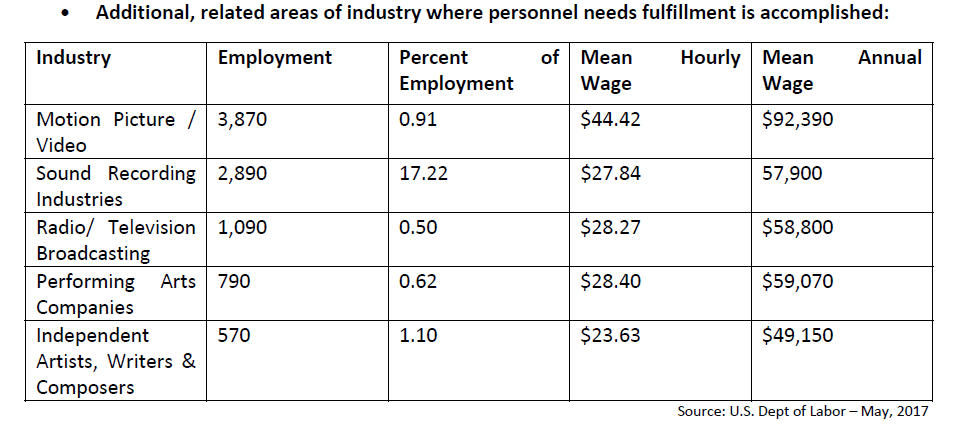 • Additional, related areas of industry where personnel needs fulfillment is accomplished:
Industry Employment Percent of Employment Mean Hourly Wage Mean Annual Wage
Motion Picture / Video 3,870 0.91 $44.42 $92,390
Sound Recording Industries 2,890 17.22 $27.84 57,900
Radio/ Television Broadcasting 1,090 0.50 $28.27 $58,800
Performing Arts Companies 790 0.62 $28.40 $59,070
Independent Artists, Writers & Composers 570 1.10 $23.63 $49,150
Source: U.S. Dept of Labor – May, 2017